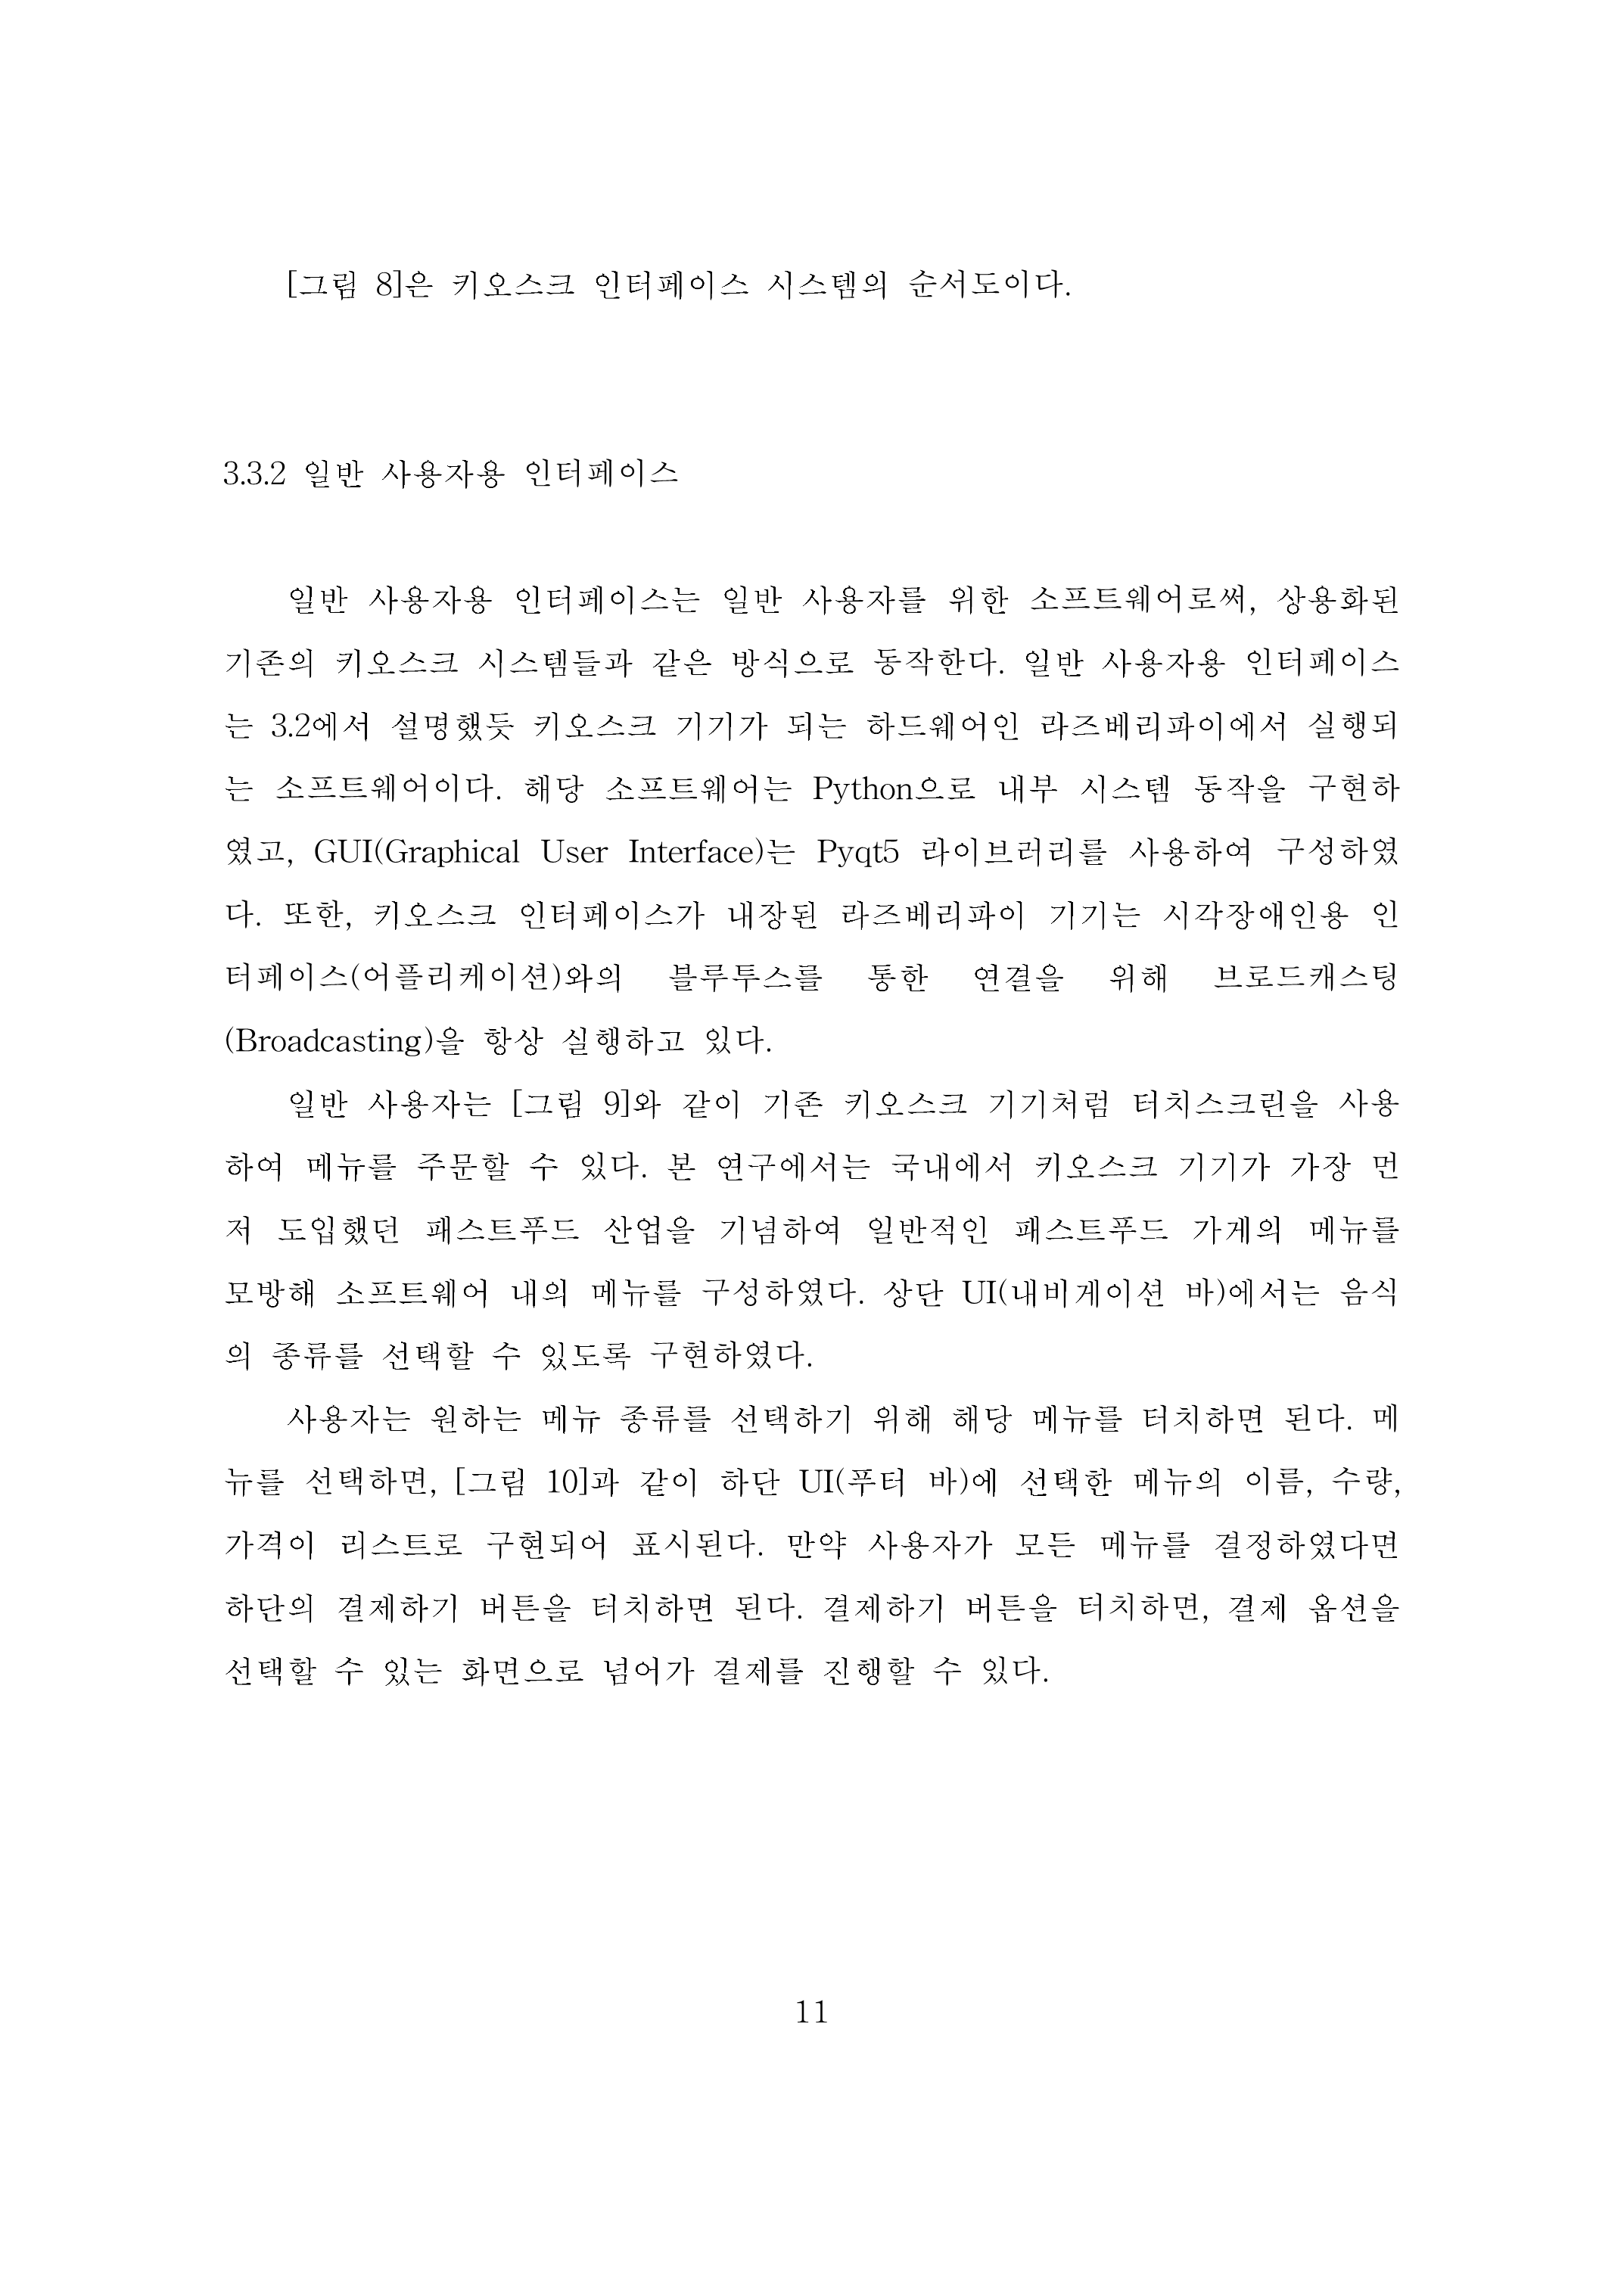 [그림 8]은 키오스크 인터페이스 시스템의 순서도이다.
3.3.2 일반 사용자용 인터페이스
일반 사용자용 인터페이스는 일반 사용자를 위한 소프트웨어로써, 상용화된
기존의 키오스크 시스템들과 같은 방식으로 동작한다. 일반 사용자용 인터페이스
는 3.2에서 설명했듯 키오스크 기기가 되는 하드웨어인 라즈베리파이에서 실행되
는 소프트웨어이다. 해당 소프트웨어는 Python으로 내부 시스템 동작을 구현하
였고, GUI(Graphical User Interface)는 Pyqt5 라이브러리를 사용하여 구성하였
다. 또한, 키오스크 인터페이스가 내장된 라즈베리파이 기기는 시각장애인용 인
터페이스(어플리케이션)와의 블루투스를 통한 연결을 위해 브로드캐스팅
(Broadcasting)을 항상 실행하고 있다.
일반 사용자는 [그림 9]와 같이 기존 키오스크 기기처럼 터치스크린을 사용
하여 메뉴를 주문할 수 있다. 본 연구에서는 국내에서 키오스크 기기가 가장 먼
저 도입했던 패스트푸드 산업을 기념하여 일반적인 패스트푸드 가게의 메뉴를
모방해 소프트웨어 내의 메뉴를 구성하였다. 상단 UI(내비게이션 바)에서는 음식
의 종류를 선택할 수 있도록 구현하였다.
사용자는 원하는 메뉴 종류를 선택하기 위해 해당 메뉴를 터치하면 된다. 메
뉴를 선택하면, [그림 10]과 같이 하단 UI(푸터 바)에 선택한 메뉴의 이름, 수량,
가격이 리스트로 구현되어 표시된다. 만약 사용자가 모든 메뉴를 결정하였다면
하단의 결제하기 버튼을 터치하면 된다. 결제하기 버튼을 터치하면, 결제 옵션을
선택할 수 있는 화면으로 넘어가 결제를 진행할 수 있다.
11